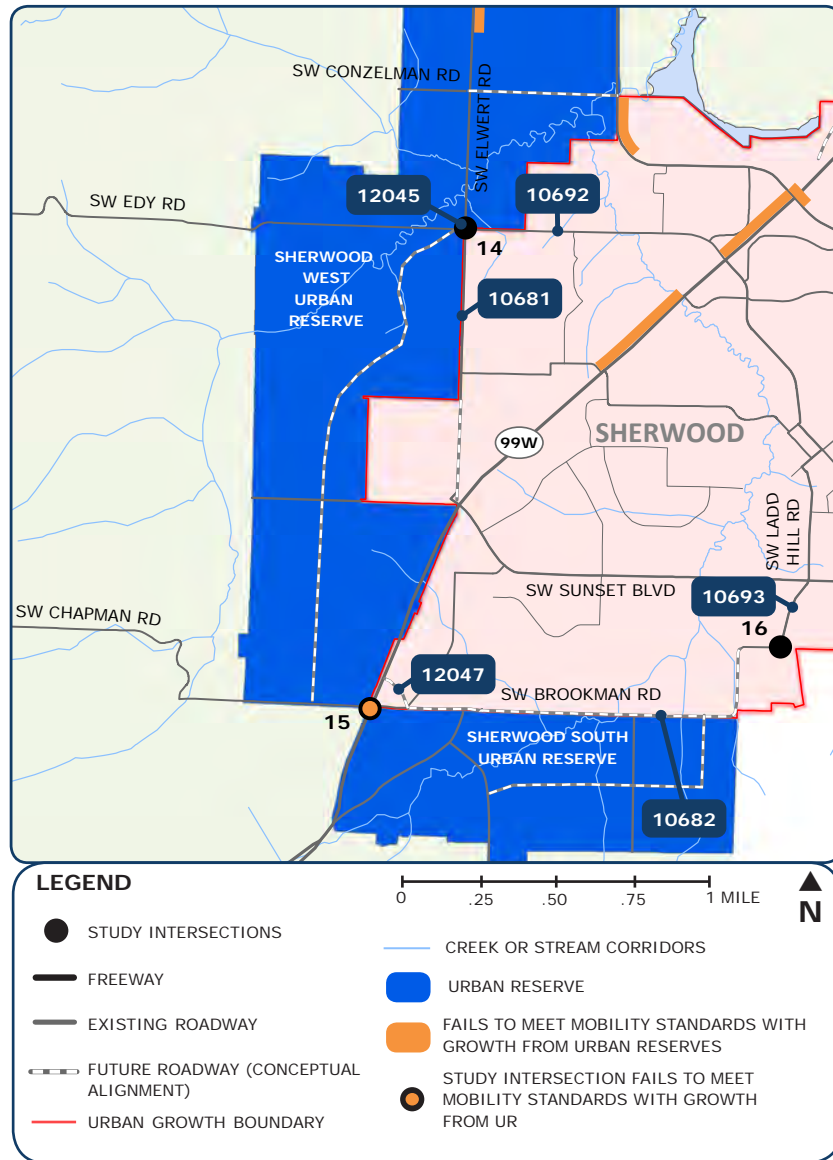 SW CONZELMAN RD
SW ELWERT RD
SW EDY RD
12045
10692
14
SHERWOOD
WEST
URBAN
RESERVE
10681
99W
SHERWOOD
SW LADD
HILL RD
SW SUNSET BLVD
10693
SW CHAPMAN RD
16
12047
SW BROOKMAN RD
15
SHERWOOD SOUTH
URBAN RESERVE
10682
LEGEND
0 .25 .50 .75 1 MILE
N
STUDY INTERSECTIONS
FREEWAY
EXISTING ROADWAY
FUTURE ROADWAY (CONCEPTUAL
ALIGNMENT)
URBAN GROWTH BOUNDARY
CREEK OR STREAM CORRIDORS
URBAN RESERVE
FAILS TO MEET MOBILITY STANDARDS WITH
GROWTH FROM URBAN RESERVES
STUDY INTERSECTION FAILS TO MEET
MOBILITY STANDARDS WITH GROWTH
FROM UR